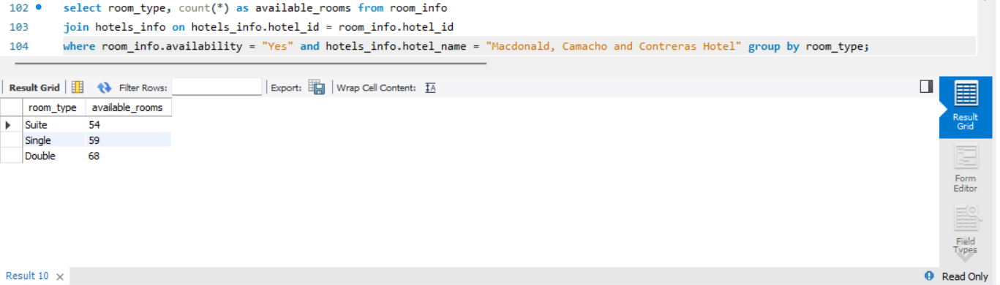 102 select room_type, count(*) as available_rooms from room_info
103 join hotels_info on hotels_info.hotel_id = room_info.hotel_id
104 where room_info.availability = "Yes" and hotels_info.hotel_name = "Macdonald, Camacho and Contreras Hotel" group by room_type;
Result Grid Filter Rows: Export: Wrap Cell Content: IA
room_type available_rooms
Suite 54
Single 59
Double 68
Result
Grid
Form
Editor
Field
Types
Result 10 Read Only